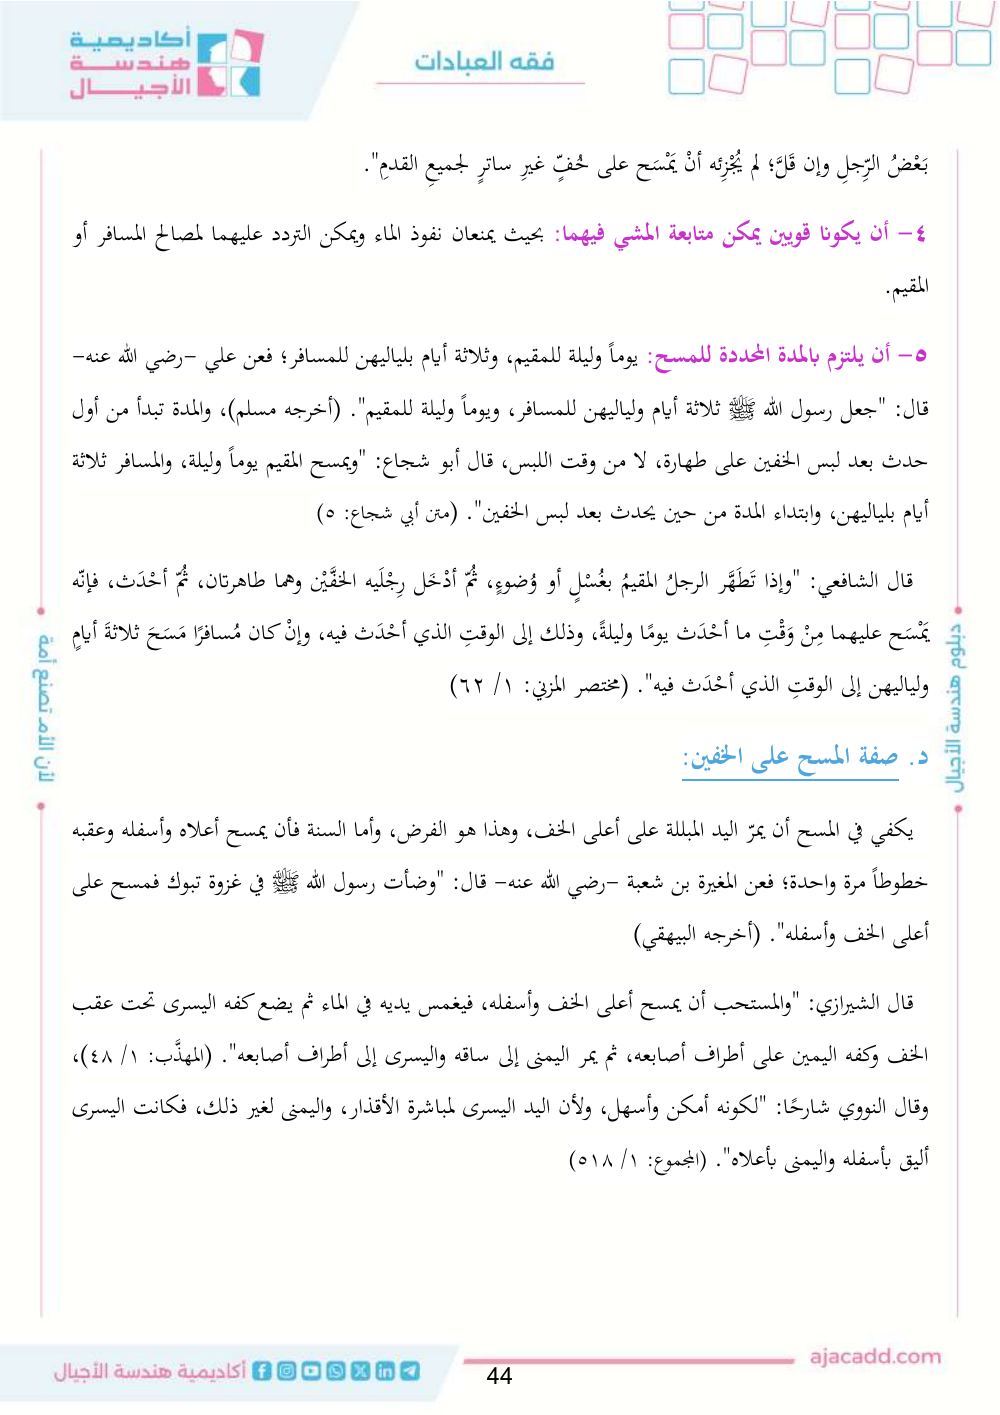 أكاديمية
هندسة
الأجيال
فقه العبادات
بَعْضُ الرِّجلِ وإن قَلَّ؛ لم يُجْزِئه أنْ يَمْسَح على خُفٍّ غيرِ ساترٍ لجميعِ القدمِ".
٤- أن يكونا قويين يمكن متابعة المشي فيهما: بحيث يمنعان نفوذ الماء ويمكن التردد عليهما لمصالح المسافر أو
المقيم.
٥- أن يلتزم بالمدة المحددة للمسح: يوماً وليلة للمقيم، وثلاثة أيام بلياليهن للمسافر؛ فعن علي -رضي الله عنه-
قال: "جعل رسول الله ﷺ ثلاثة أيام ولياليهن للمسافر، ويوماً وليلة للمقيم". (أخرجه مسلم)، والمدة تبدأ من أول
حدث بعد لبس الخفين على طهارة، لا من وقت اللبس، قال أبو شجاع: "ويمسح المقيم يوماً وليلة، والمسافر ثلاثة
أيام بلياليهن، وابتداء المدة من حين يحدث بعد لبس الخفين". (متن أبي شجاع: ٥)
قال الشافعي: "وإذا تَطَهَّر الرجلُ المقيمُ بغُسْلٍ أو وُضوءٍ، ثُمّ أدْخَل رِجْلَيه الخفَّيْن وهما طاهرتان، ثُمّ أحْدَث، فإنّه
يَمْسَح عليهما مِنْ وَقْتِ ما أحْدَث يومًا وليلةً، وذلك إلى الوقتِ الذي أحْدَث فيه، وإنْ كان مُسافرًا مَسَحَ ثلاثةَ أيامٍ
ولياليهن إلى الوقتِ الذي أحْدَث فيه". (مختصر المزني: ١/ ٦٢)
د. صفة المسح على الخفين:
يكفي في المسح أن يمرّ اليد المبللة على أعلى الخف، وهذا هو الفرض، وأما السنة فأن يمسح أعلاه وأسفله وعقبه
خطوطاً مرة واحدة؛ فعن المغيرة بن شعبة -رضي الله عنه- قال: "وضأت رسول الله ﷺ في غزوة تبوك فمسح على
أعلى الخف وأسفله". (أخرجه البيهقي)
قال الشيرازي: "والمستحب أن يمسح أعلى الخف وأسفله، فيغمس يديه في الماء ثم يضع كفه اليسرى تحت عقب
الخف وكفه اليمين على أطراف أصابعه، ثم يمر اليمنى إلى ساقه واليسرى إلى أطراف أصابعه". (المهذَّب: ١/ ٤٨)،
وقال النووي شارحًا: "لكونه أمكن وأسهل، ولأن اليد اليسرى لمباشرة الأقذار، واليمنى لغير ذلك، فكانت اليسرى
أليق بأسفله واليمنى بأعلاه". (المجموع: ١/ ٥١٨)
دبلوم هندسة الأجيال
لأن الأم تصنع أمة
ajacadd.com
44
أكاديمية هندسة الأجيال